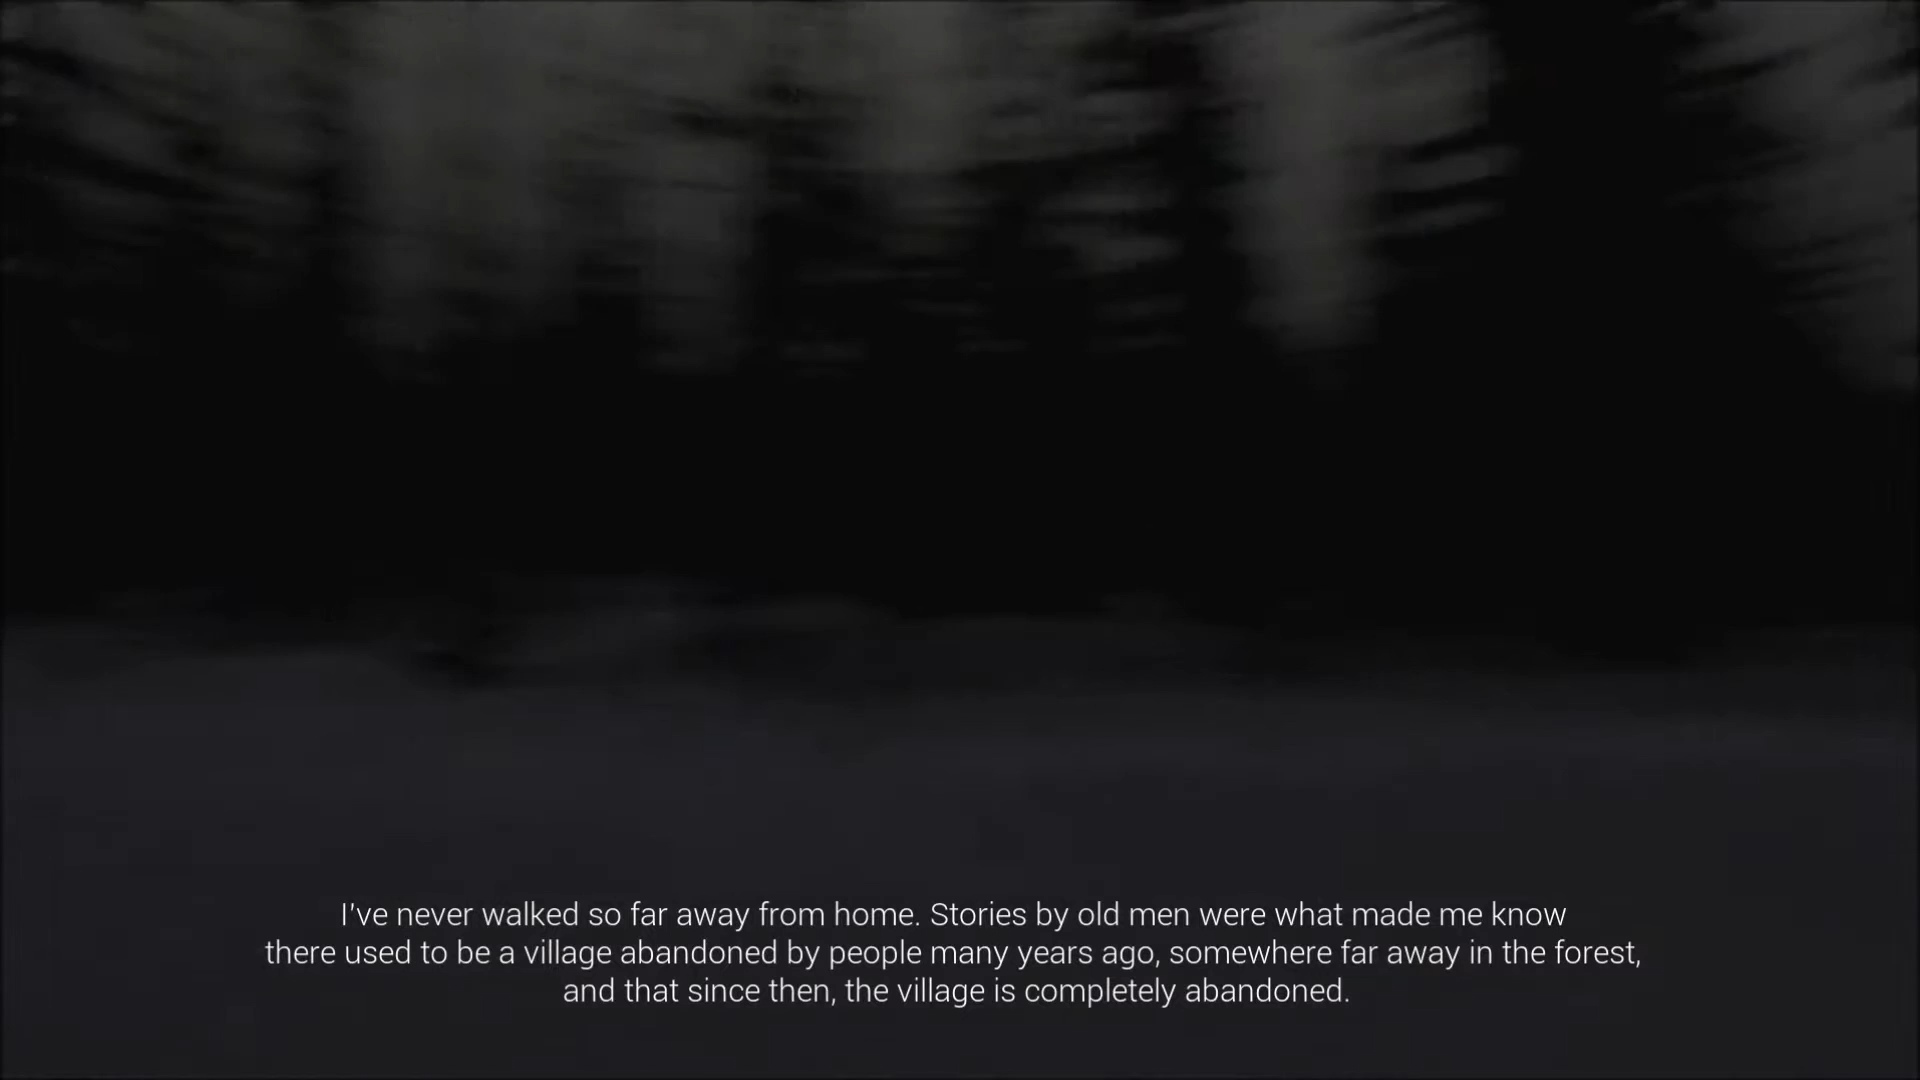 I've never walked so far away from home. Stories by old men were what made me know
there used to be a village abandoned by people many years ago, somewhere far away in the forest,
and that since then, the village is completely abandoned.